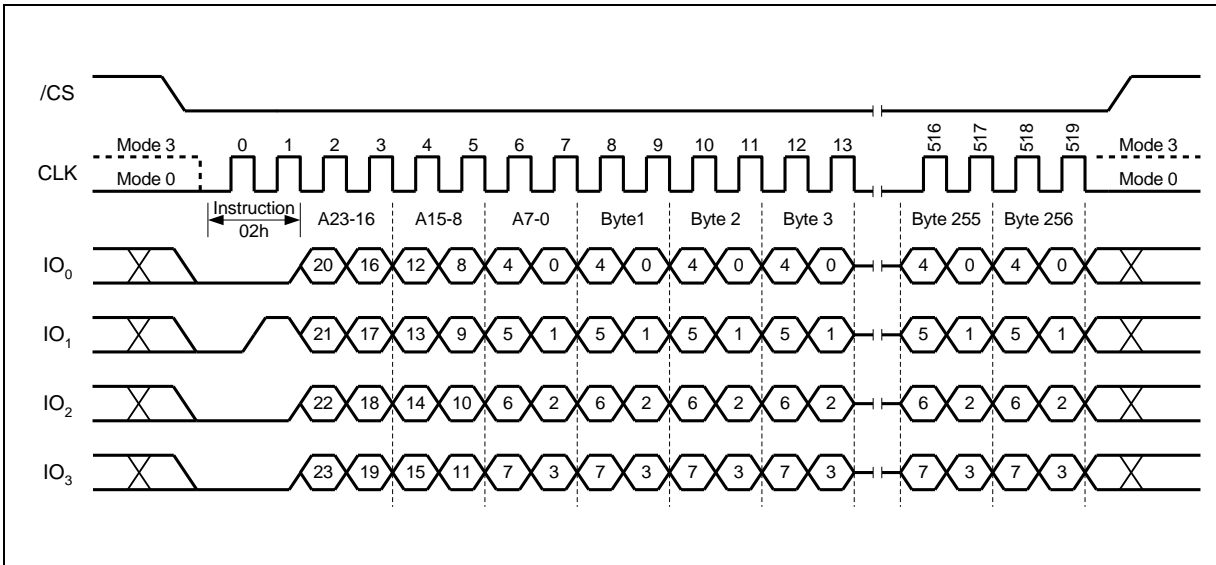 /CS
Mode 3 0 1 2 3 4 5 6 7 8 9 10 11 12 13 516 517 518 519 Mode 3
CLK
Mode 0 Mode 0
Instruction
02h
A23-16 A15-8 A7-0 Byte1 Byte 2 Byte 3 Byte 255 Byte 256
IO0 20 16 12 8 4 0 4 0 4 0 4 0 4 0 4 0
IO1 21 17 13 9 5 1 5 1 5 1 5 1 5 1 5 1
IO2 22 18 14 10 6 2 6 2 6 2 6 2 6 2 6 2
IO3 23 19 15 11 7 3 7 3 7 3 7 3 7 3 7 3